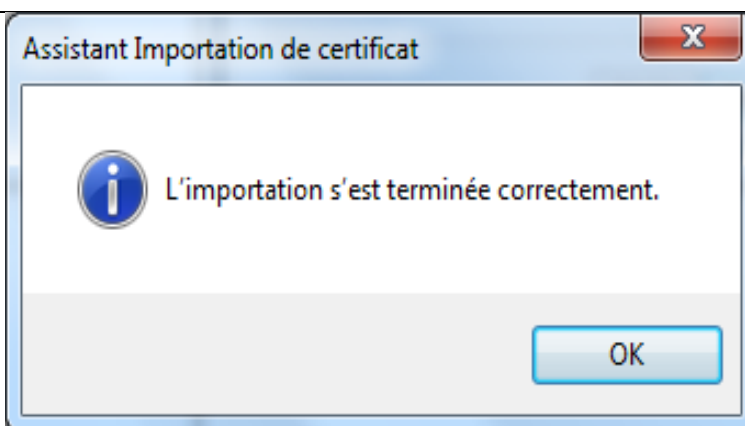 Assistant Importation de certificat
L'importation s'est terminée correctement.
OK